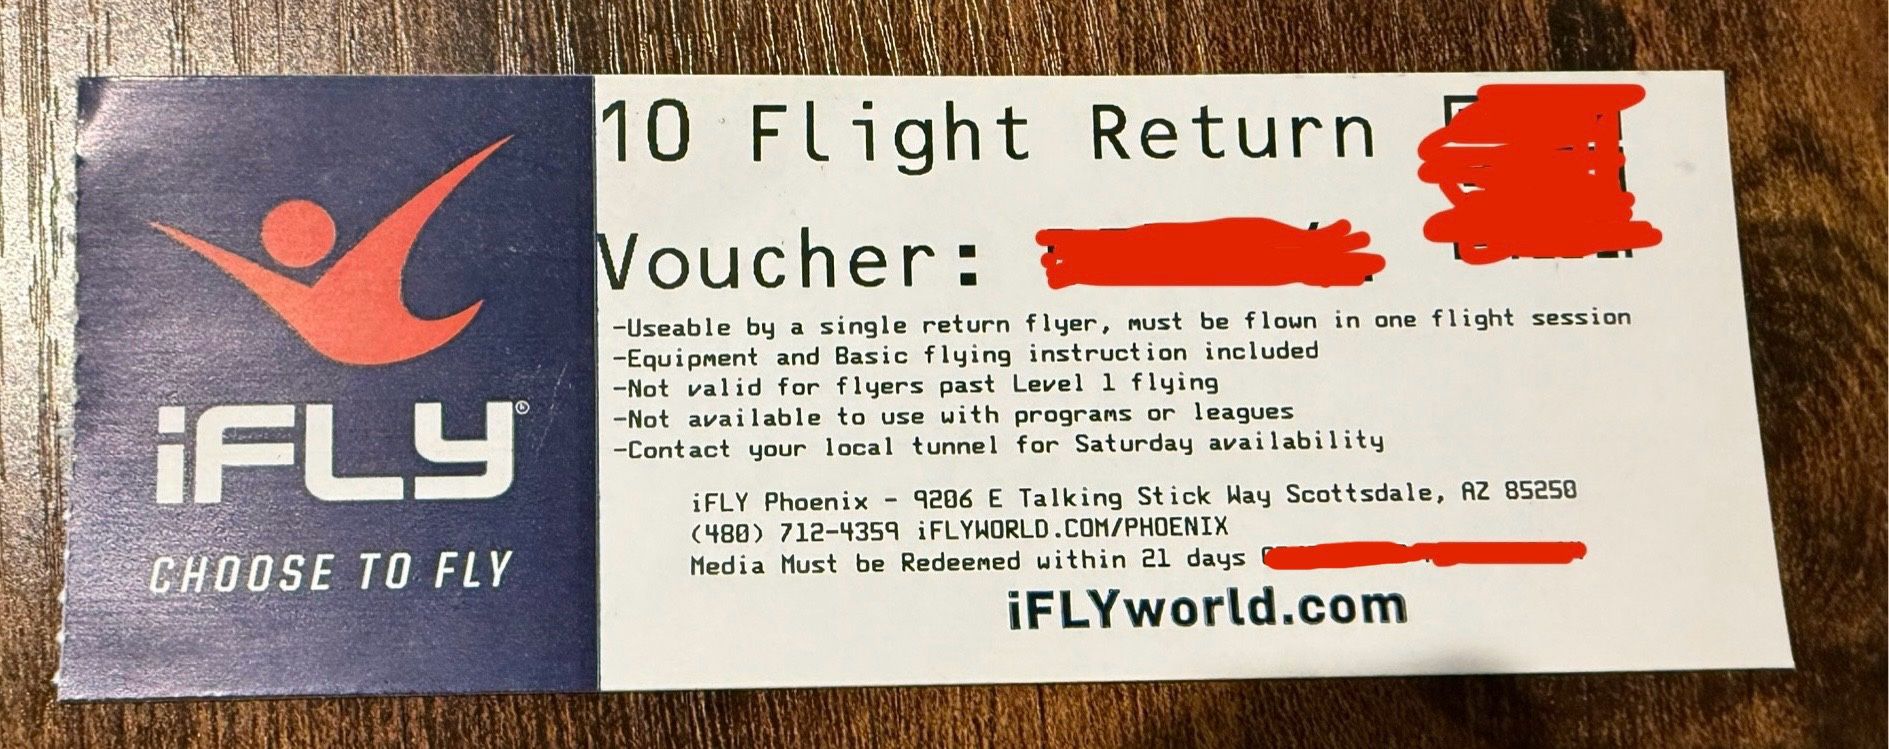 iFLY®
CHOOSE TO FLY
10 Flight Return
Voucher:
-Useable by a single return flyer, must be flown in one flight session
-Equipment and Basic flying instruction included
-Not valid for flyers past Level 1 flying
-Not available to use with programs or leagues
-Contact your local tunnel for Saturday availability
iFLY Phoenix - 9206 E Talking Stick Way Scottsdale, AZ 85250
(480) 712-4359 iFLYWORLD.COM/PHOENIX
Media Must be Redeemed within 21 days
iFLYworld.com